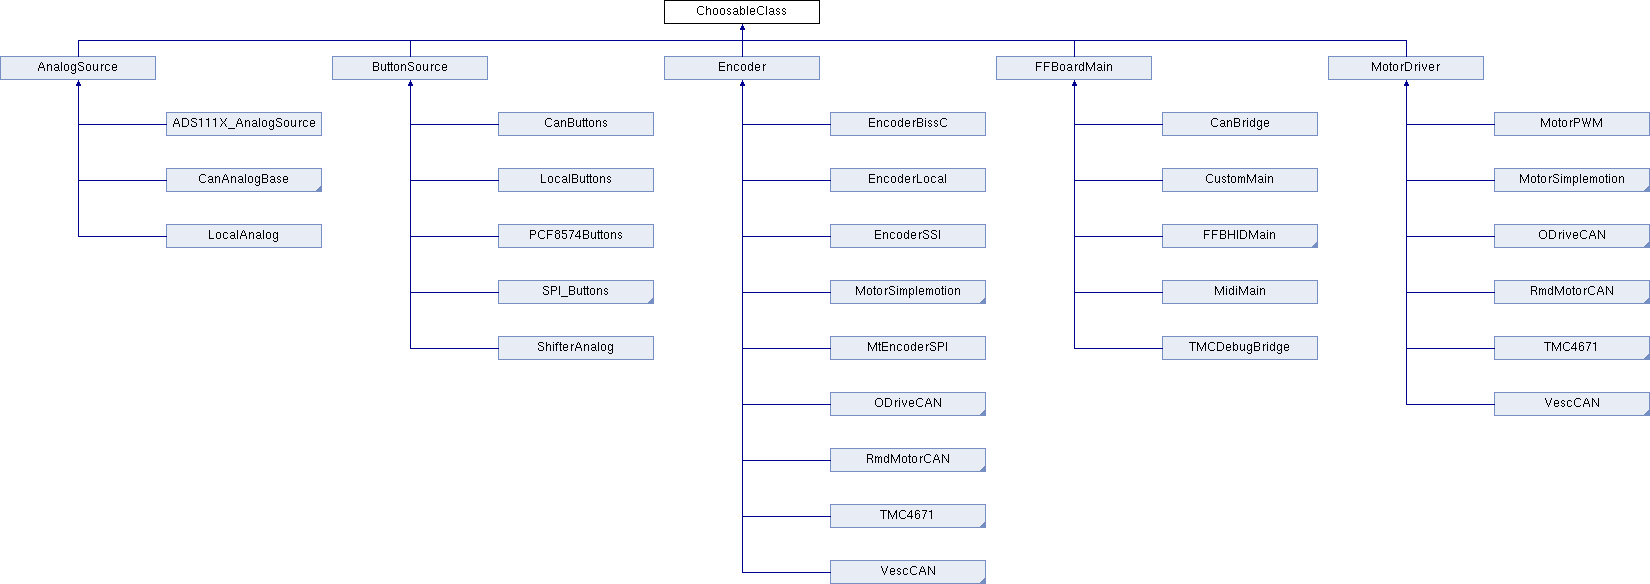 ChoosableClass
AnalogSource
ButtonSource
Encoder
FFBoardMain
MotorDriver
ADS111X_AnalogSource
CanButtons
EncoderBissC
CanBridge
MotorPWM
CanAnalogBase
LocalButtons
EncoderLocal
CustomMain
MotorSimplemotion
LocalAnalog
PCF8574Buttons
EncoderSSI
FFBHIDMain
ODriveCAN
SPI_Buttons
MotorSimplemotion
MidiMain
RmdMotorCAN
ShifterAnalog
MtEncoderSPI
TMCDebugBridge
TMC4671
ODriveCAN
VescCAN
RmdMotorCAN
TMC4671
VescCAN